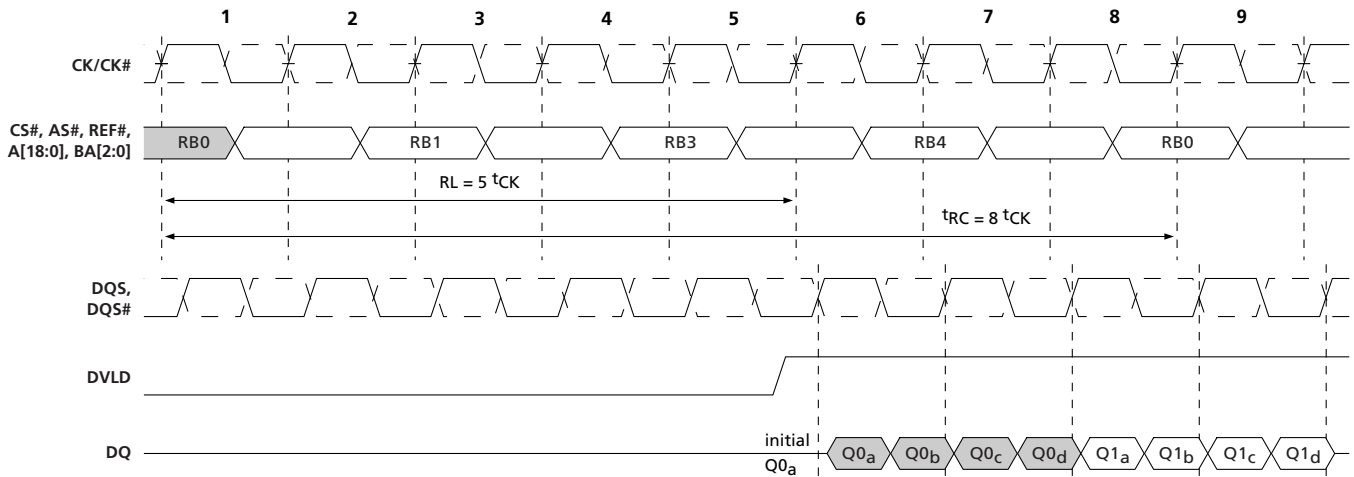 1 2 3 4 5 6 7 8 9
CK/CK#
CS#, AS#, REF#,
A[18:0], BA[2:0]
RB0 RB1 RB3 RB4 RB0
RL = 5 tCK
tRC = 8 tCK
DQS,
DQS#
DVLD
DQ
initial
Q0a
Q0a Q0b Q0c Q0d Q1a Q1b Q1c Q1d